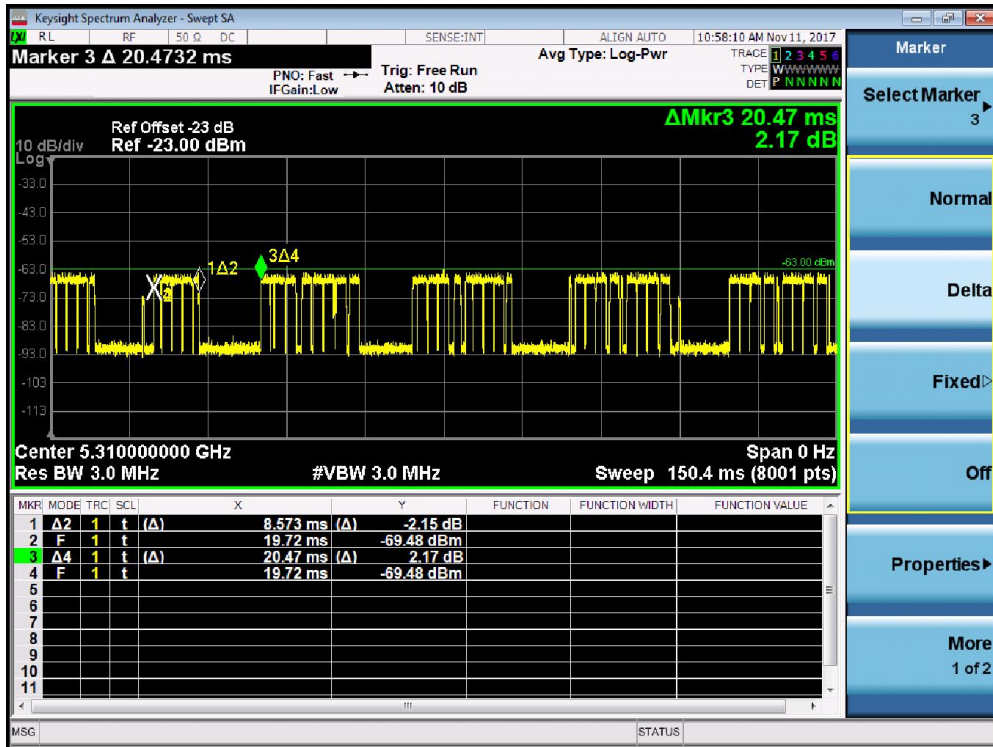 Keysight Spectrum Analyzer - Swept SA
LXI RL RF 50 Ω DC SENSE:INT ALIGN AUTO 10:58:10 AM Nov 11, 2017
Marker 3 Δ 20.4732 ms
PNO: Fast
IFGain:Low
Trig: Free Run
Atten: 10 dB
Avg Type: Log-Pwr
TRACE 1 2 3 4 5 6
TYPE WWWWWW
DET P N N N N N
ΔMkr3 20.47 ms
2.17 dB
Ref Offset -23 dB
10 dB/div Ref -23.00 dBm
Log
-33.0
-43.0
-53.0
-63.0
-73.0
-83.0
-93.0
-103
-113
1Δ2
3Δ4
2
-63.00 dBm
Center 5.310000000 GHz Span 0 Hz
Res BW 3.0 MHz #VBW 3.0 MHz Sweep 150.4 ms (8001 pts)
MKR MODE TRC SCL X Y FUNCTION FUNCTION WIDTH FUNCTION VALUE
1 Δ2 1 t (Δ) 8.573 ms (Δ) -2.15 dB
2 F 1 t 19.72 ms -69.48 dBm
3 Δ4 1 t (Δ) 20.47 ms (Δ) 2.17 dB
4 F 1 t 19.72 ms -69.48 dBm
5
6
7
8
9
10
11
MSG STATUS
Marker
Select Marker
3
Normal
Delta
Fixed
Off
Properties
More
1 of 2